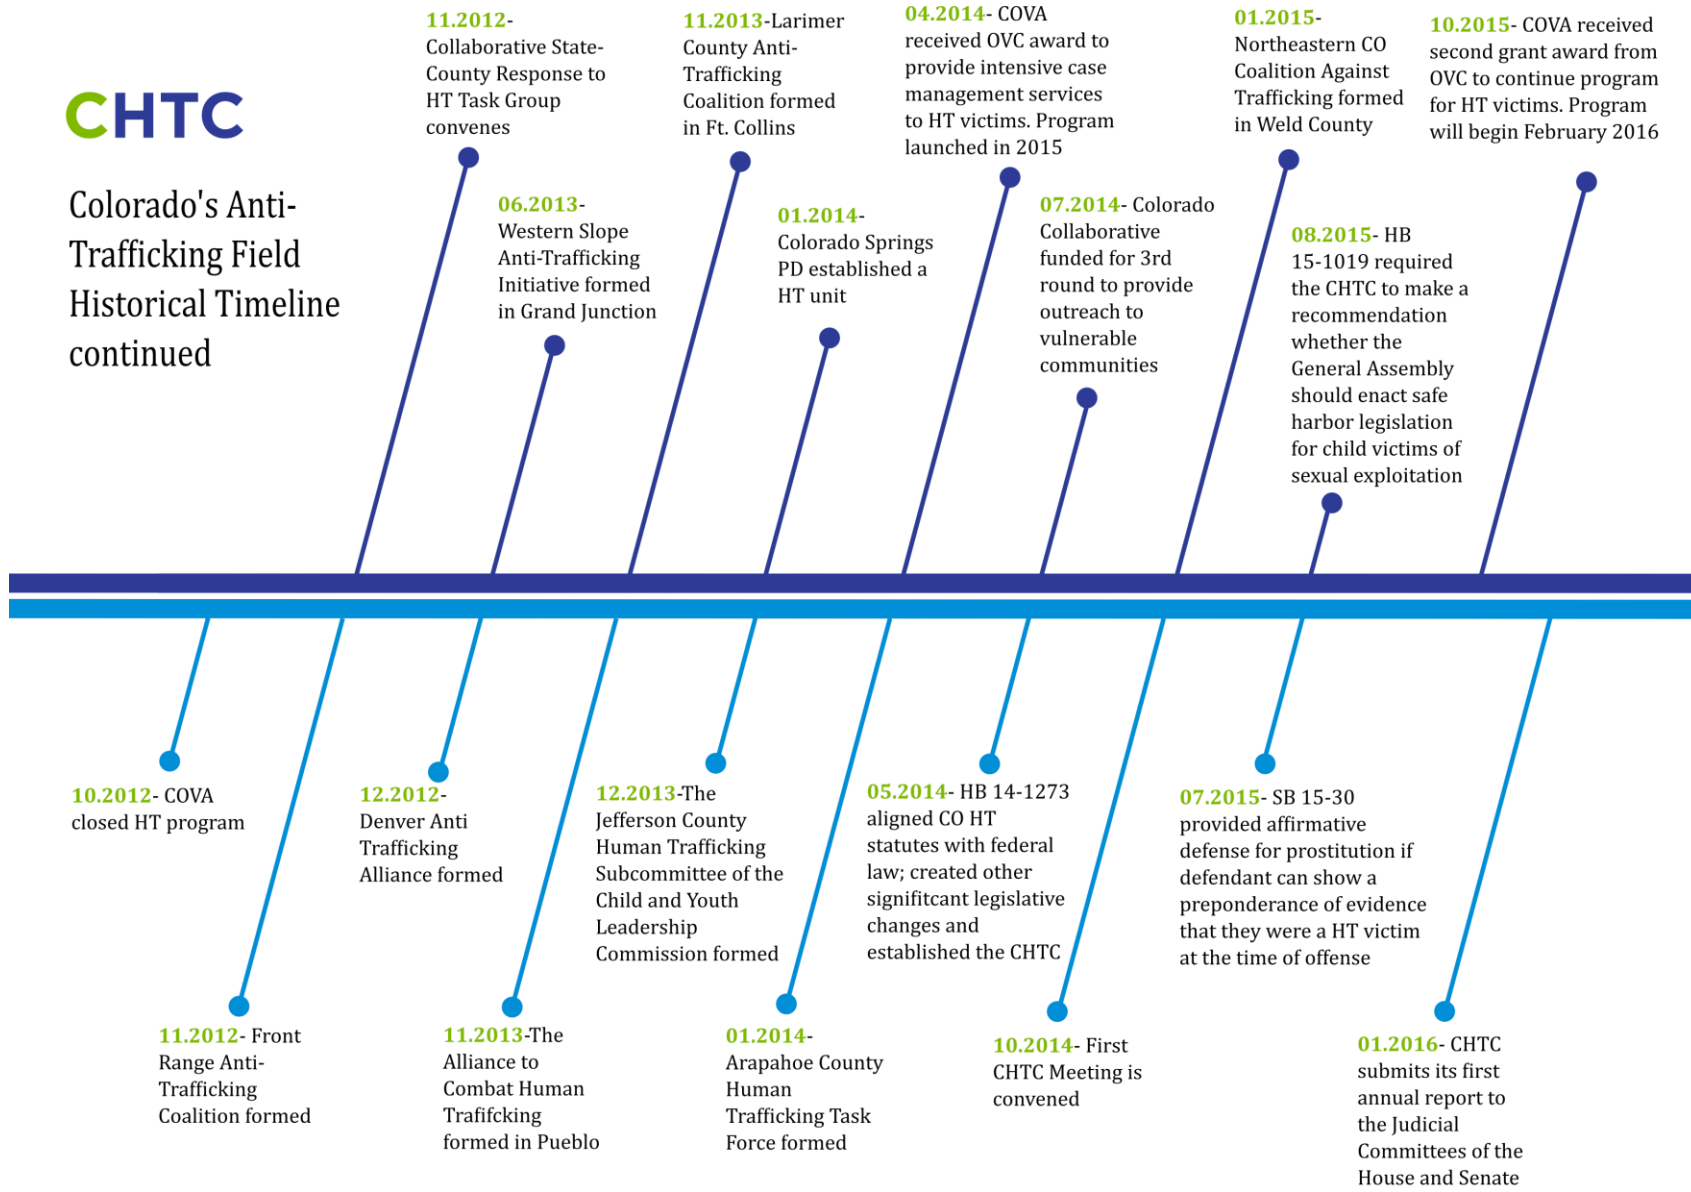 CHTC
Colorado's Anti-
Trafficking Field
Historical Timeline
continued
11.2012-
Collaborative State-
County Response to
HT Task Group
convenes
06.2013-
Western Slope
Anti-Trafficking
Initiative formed
in Grand Junction
11.2013-Larimer
County Anti-
Trafficking
Coalition formed
in Ft. Collins
01.2014-
Colorado Springs
PD established a
HT unit
04.2014- COVA
received OVC award to
provide intensive case
management services
to HT victims. Program
launched in 2015
07.2014- Colorado
Collaborative
funded for 3rd
round to provide
outreach to
vulnerable
communities
01.2015-
Northeastern CO
Coalition Against
Trafficking formed
in Weld County
08.2015- HB
15-1019 required
the CHTC to make a
recommendation
whether the
General Assembly
should enact safe
harbor legislation
for child victims of
sexual exploitation
10.2015- COVA received
second grant award from
OVC to continue program
for HT victims. Program
will begin February 2016
10.2012- COVA
closed HT program
11.2012- Front
Range Anti-
Trafficking
Coalition formed
12.2012-
Denver Anti
Trafficking
Alliance formed
11.2013-The
Alliance to
Combat Human
Trafifcking
formed in Pueblo
12.2013-The
Jefferson County
Human Trafficking
Subcommittee of the
Child and Youth
Leadership
Commission formed
01.2014-
Arapahoe County
Human
Trafficking Task
Force formed
05.2014- HB 14-1273
aligned CO HT
statutes with federal
law; created other
signifitcant legislative
changes and
established the CHTC
10.2014- First
CHTC Meeting is
convened
07.2015- SB 15-30
provided affirmative
defense for prostitution if
defendant can show a
preponderance of evidence
that they were a HT victim
at the time of offense
01.2016- CHTC
submits its first
annual report to
the Judicial
Committees of the
House and Senate